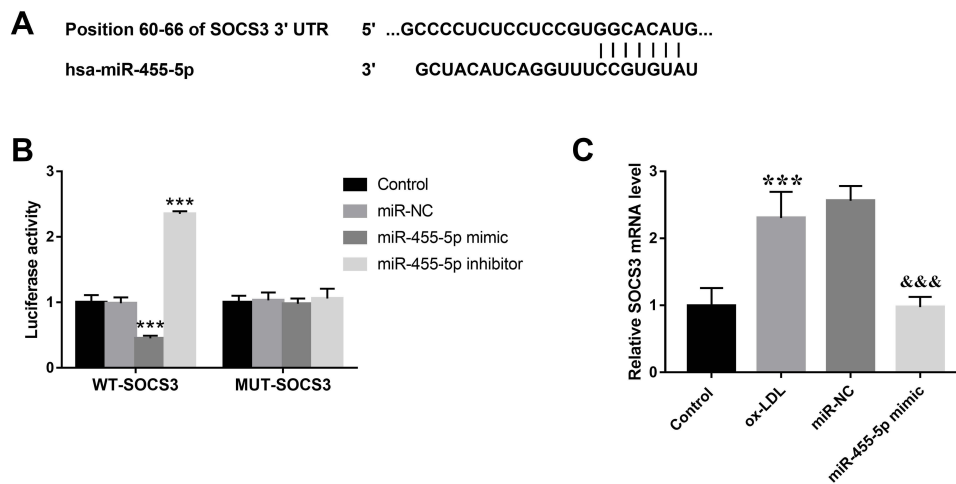 A
Position 60-66 of SOCS3 3' UTR 5' ...GCCCCUCUCCUCCGUGGCACAUG...
hsa-miR-455-5p 3' GCUACAUCAGGUUUCCGUGUAU
B
3
2
1
0
Luciferase activity
***
***
WT-SOCS3 MUT-SOCS3
Control
miR-NC
miR-455-5p mimic
miR-455-5p inhibitor
C
3
2
1
0
Relative SOCS3 mRNA level
***
&&&
Control
ox-LDL
miR-NC
miR-455-5p mimic